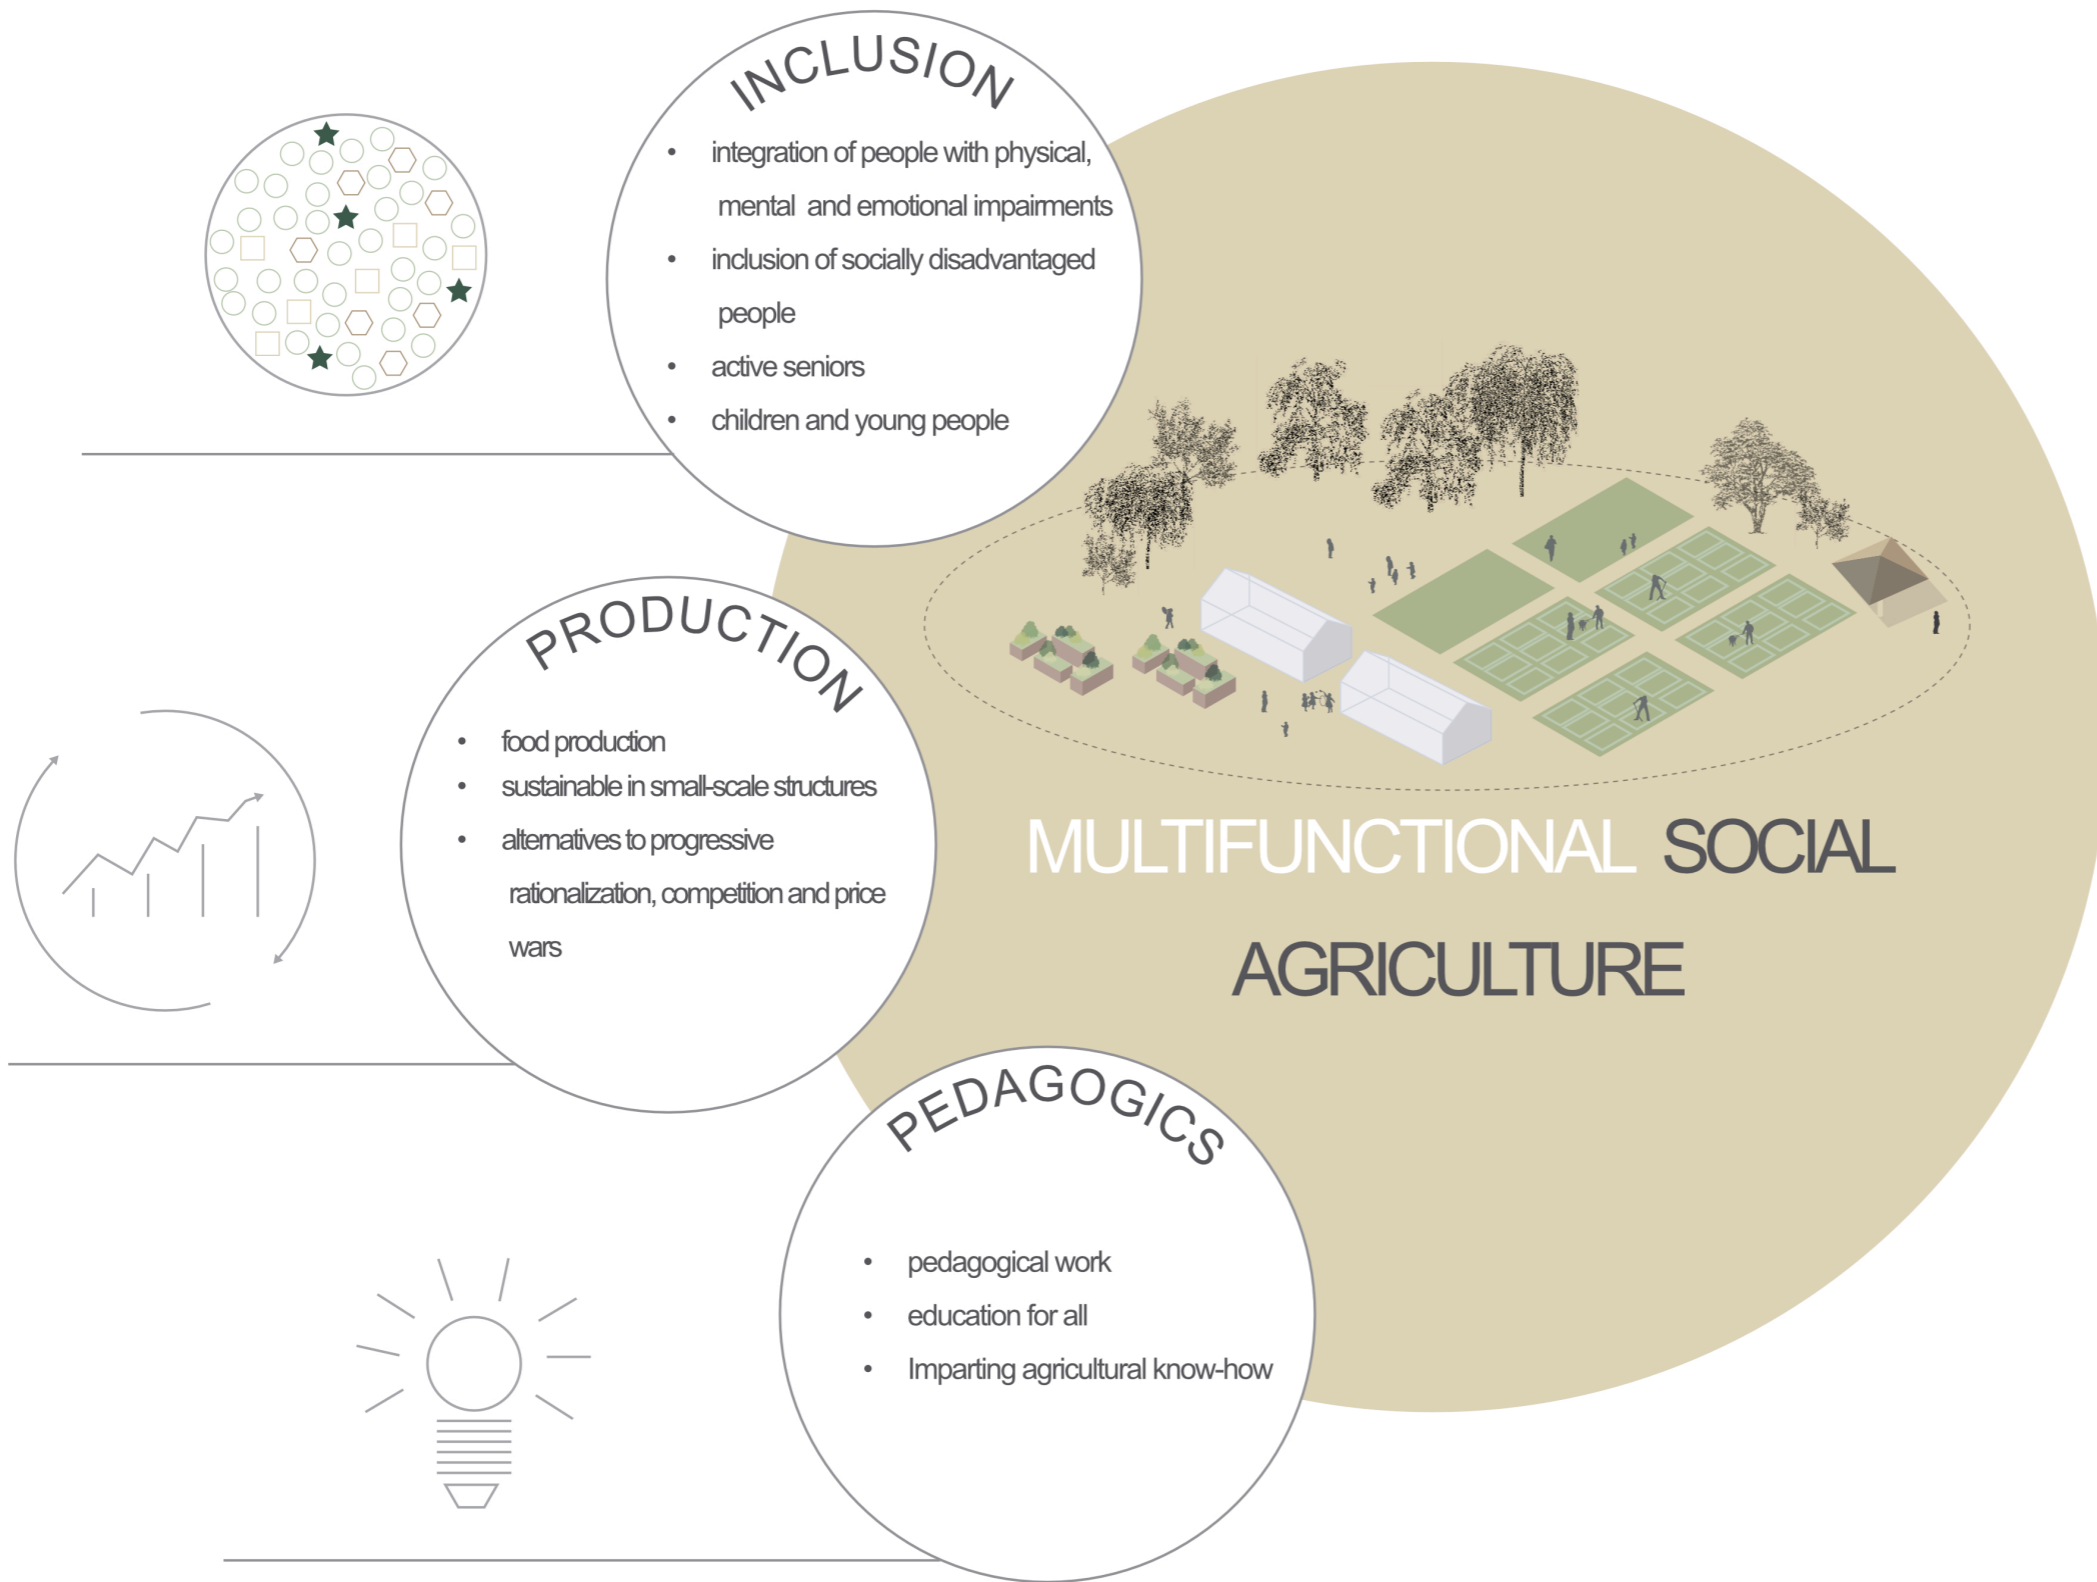 INCLUSION
• integration of people with physical,
mental and emotional impairments
• inclusion of socially disadvantaged
people
• active seniors
• children and young people
PRODUCTION
• food production
• sustainable in small-scale structures
• alternatives to progressive
rationalization, competition and price
wars
MULTIFUNCTIONAL SOCIAL
AGRICULTURE
PEDAGOGICS
• pedagogical work
• education for all
• Imparting agricultural know-how